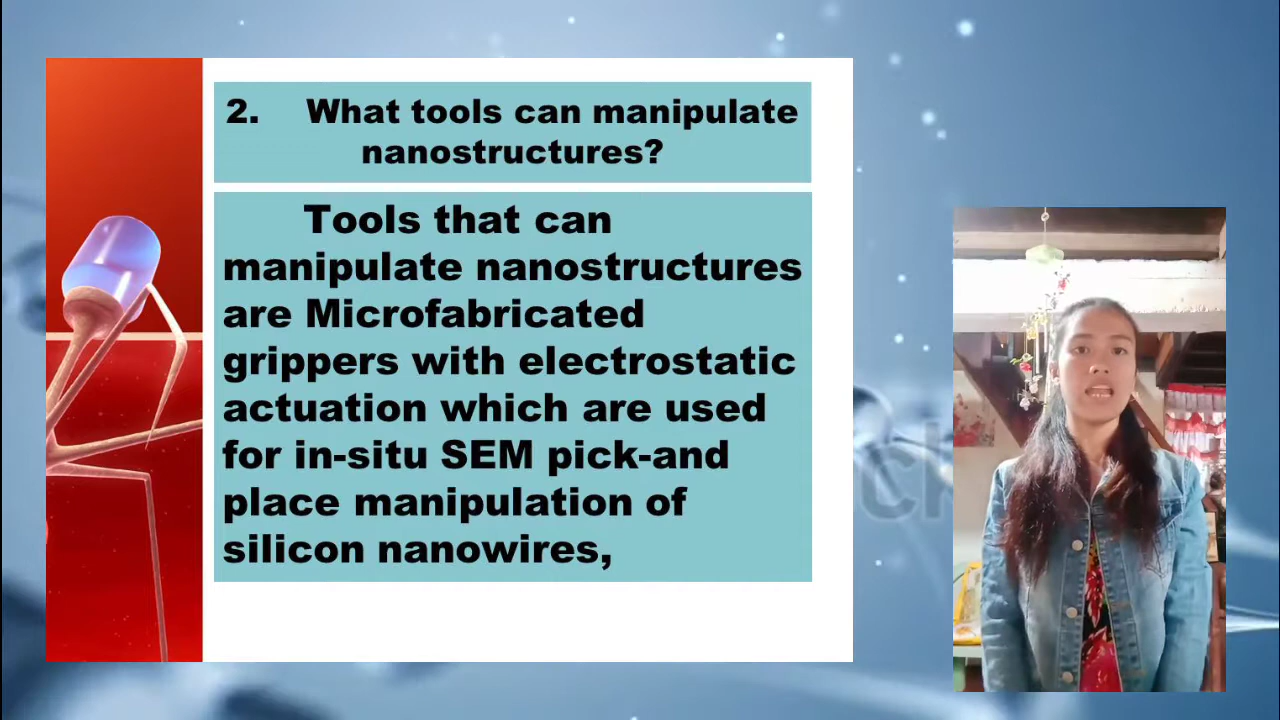 2. What tools can manipulate
nanostructures?
Tools that can
manipulate nanostructures
are Microfabricated
grippers with electrostatic
actuation which are used
for in-situ SEM pick-and
place manipulation of
silicon nanowires,